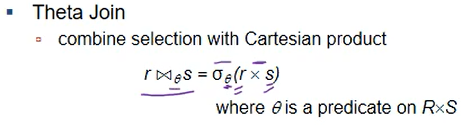 Theta Join
combine selection with Cartesian product
r ⋈θ s = σθ(r × s)
where θ is a predicate on R×S